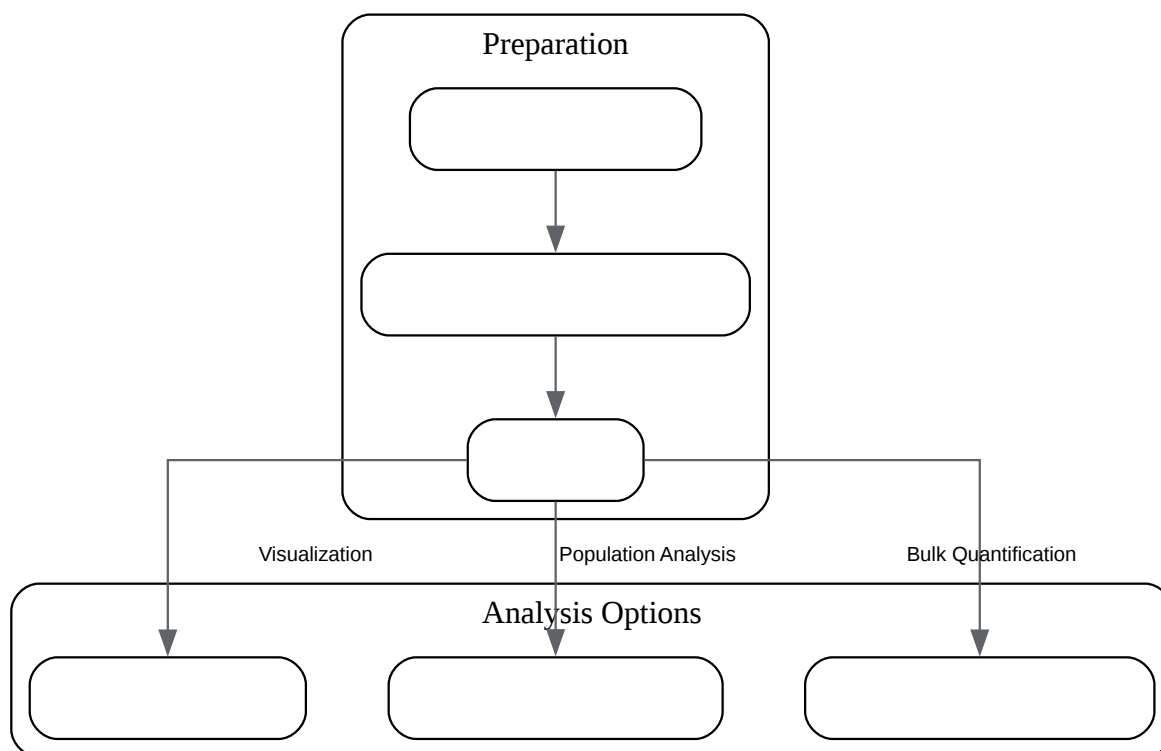 Preparation
Visualization
Population Analysis
Bulk Quantification
Analysis Options